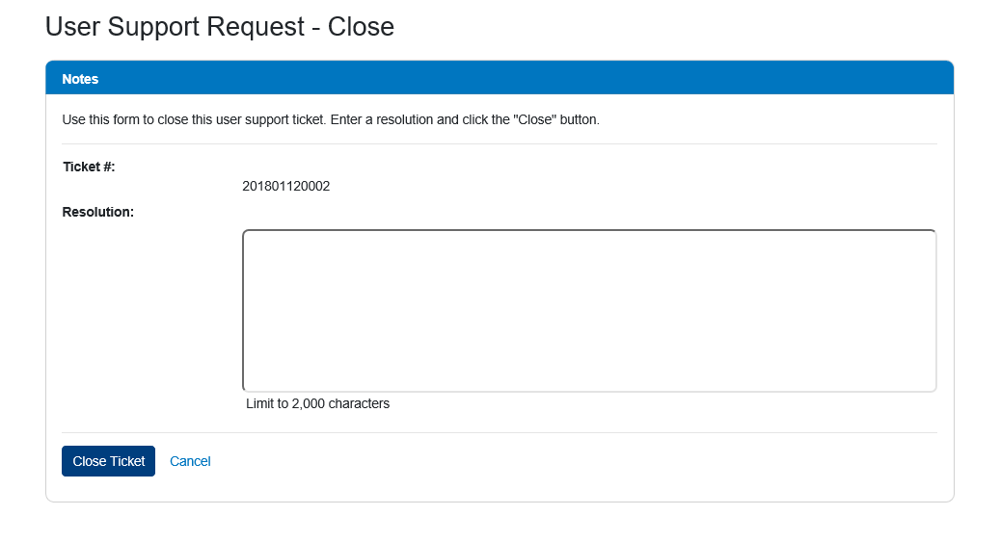 User Support Request - Close
Notes
Use this form to close this user support ticket. Enter a resolution and click the "Close" button.
Ticket #:
201801120002
Resolution:
Limit to 2,000 characters
Close Ticket Cancel